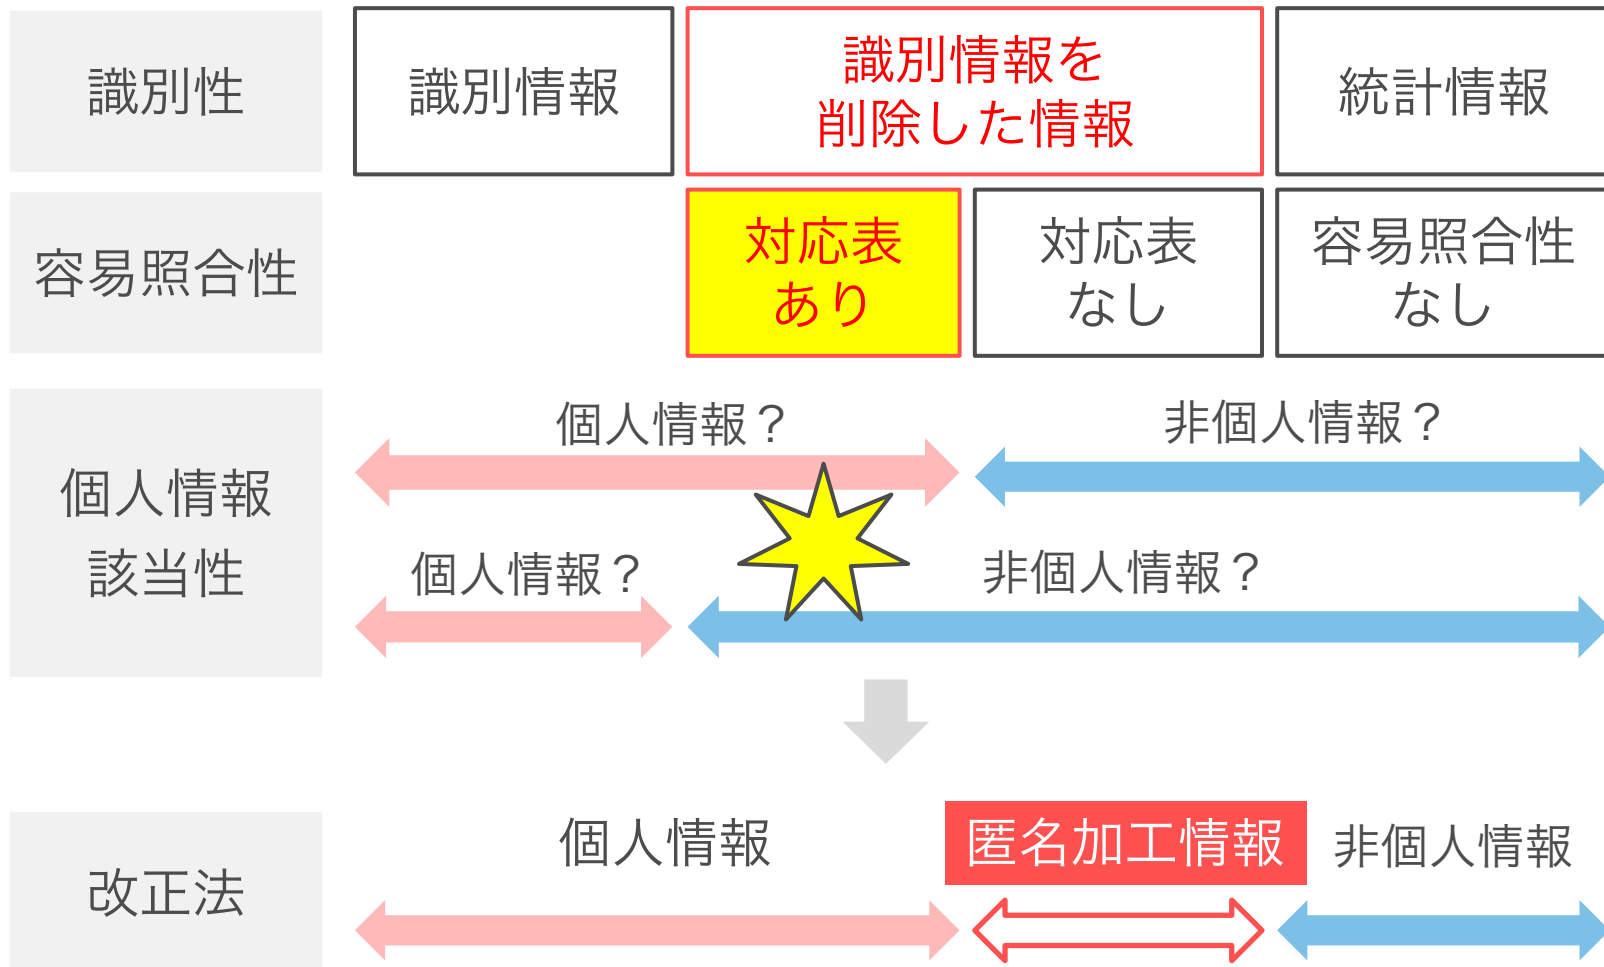 識別性
識別情報
識別情報を
削除した情報
統計情報
容易照合性
対応表
あり
対応表
なし
容易照合性
なし
個人情報
該当性
個人情報？
非個人情報？
個人情報？
非個人情報？
改正法
個人情報
匿名加工情報
非個人情報